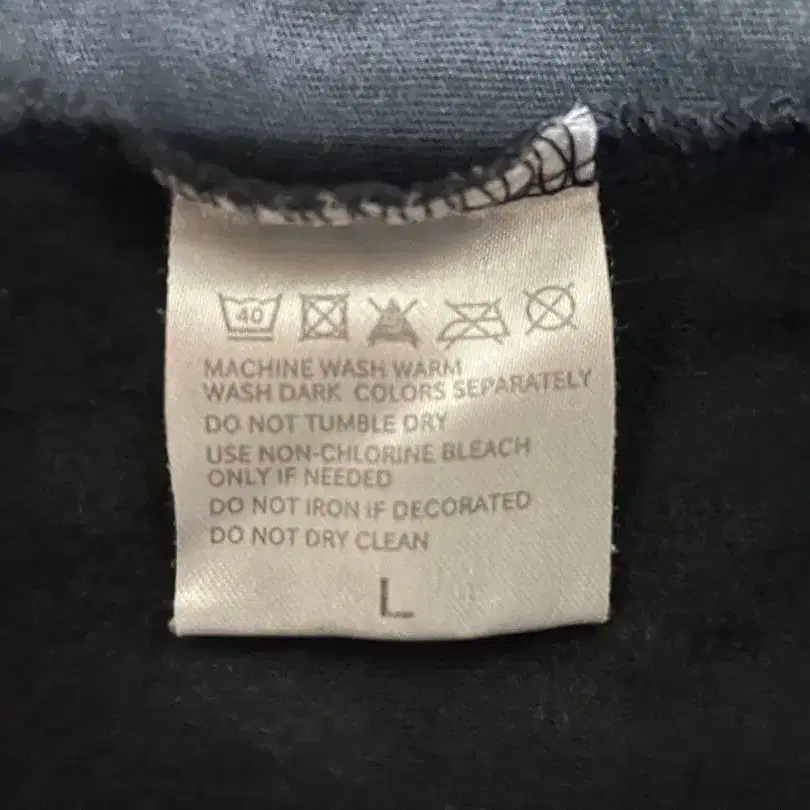 40
MACHINE WASH WARM
WASH DARK COLORS SEPARATELY
DO NOT TUMBLE DRY
USE NON-CHLORINE BLEACH
ONLY IF NEEDED
DO NOT IRON IF DECORATED
DO NOT DRY CLEAN
L